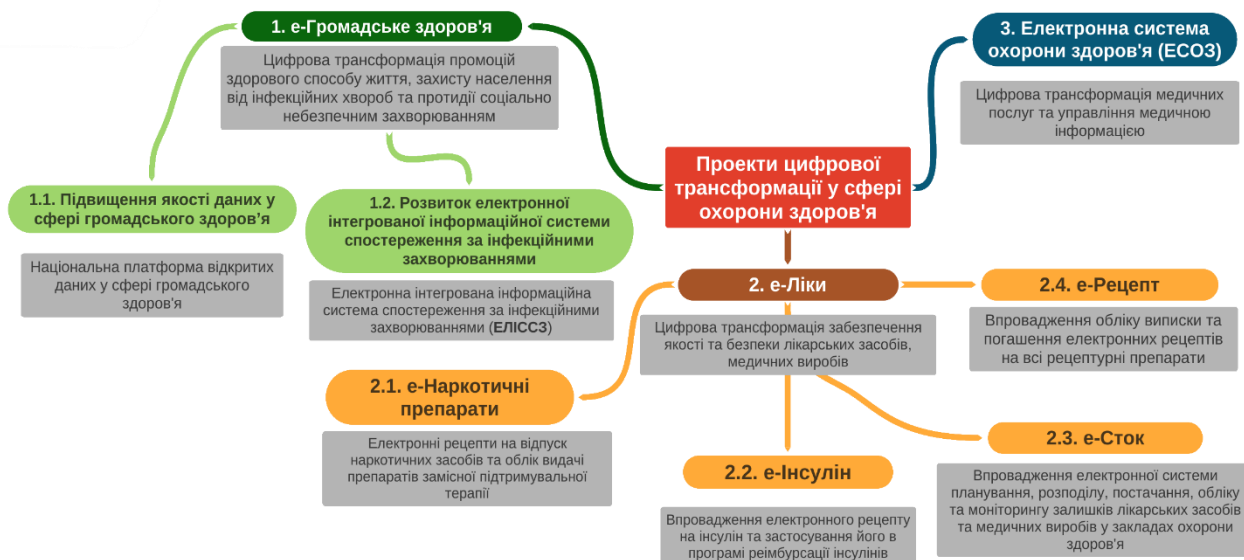 1. е-Громадське здоров'я
Цифрова трансформація промоцій
здорового способу життя, захисту населення
від інфекційних хвороб та протидії соціально
небезпечним захворюванням
3. Електронна система
охорони здоров'я (ЕСОЗ)
Цифрова трансформація медичних
послуг та управління медичною
інформацією
Проекти цифрової
трансформації у сфері
охорони здоров'я
1.1. Підвищення якості даних у
сфері громадського здоров’я
Національна платформа відкритих
даних у сфері громадського
здоров'я
1.2. Розвиток електронної
інтегрованої інформаційної системи
спостереження за інфекційними
захворюваннями
Електронна інтегрована інформаційна
система спостереження за інфекційними
захворюваннями (ЕЛІССЗ)
2. е-Ліки
Цифрова трансформація забезпечення
якості та безпеки лікарських засобів,
медичних виробів
2.4. е-Рецепт
Впровадження обліку виписки та
погашення електронних рецептів
на всі рецептурні препарати
2.1. е-Наркотичні
препарати
Електронні рецепти на відпуск
наркотичних засобів та облік видачі
препаратів замісної підтримувальної
терапії
2.2. е-Інсулін
Впровадження електронного рецепту
на інсулін та застосування його в
програмі реімбурсації інсулінів
2.3. е-Сток
Впровадження електронної системи
планування, розподілу, постачання, обліку
та моніторингу залишків лікарських засобів
та медичних виробів у закладах охорони
здоров'я